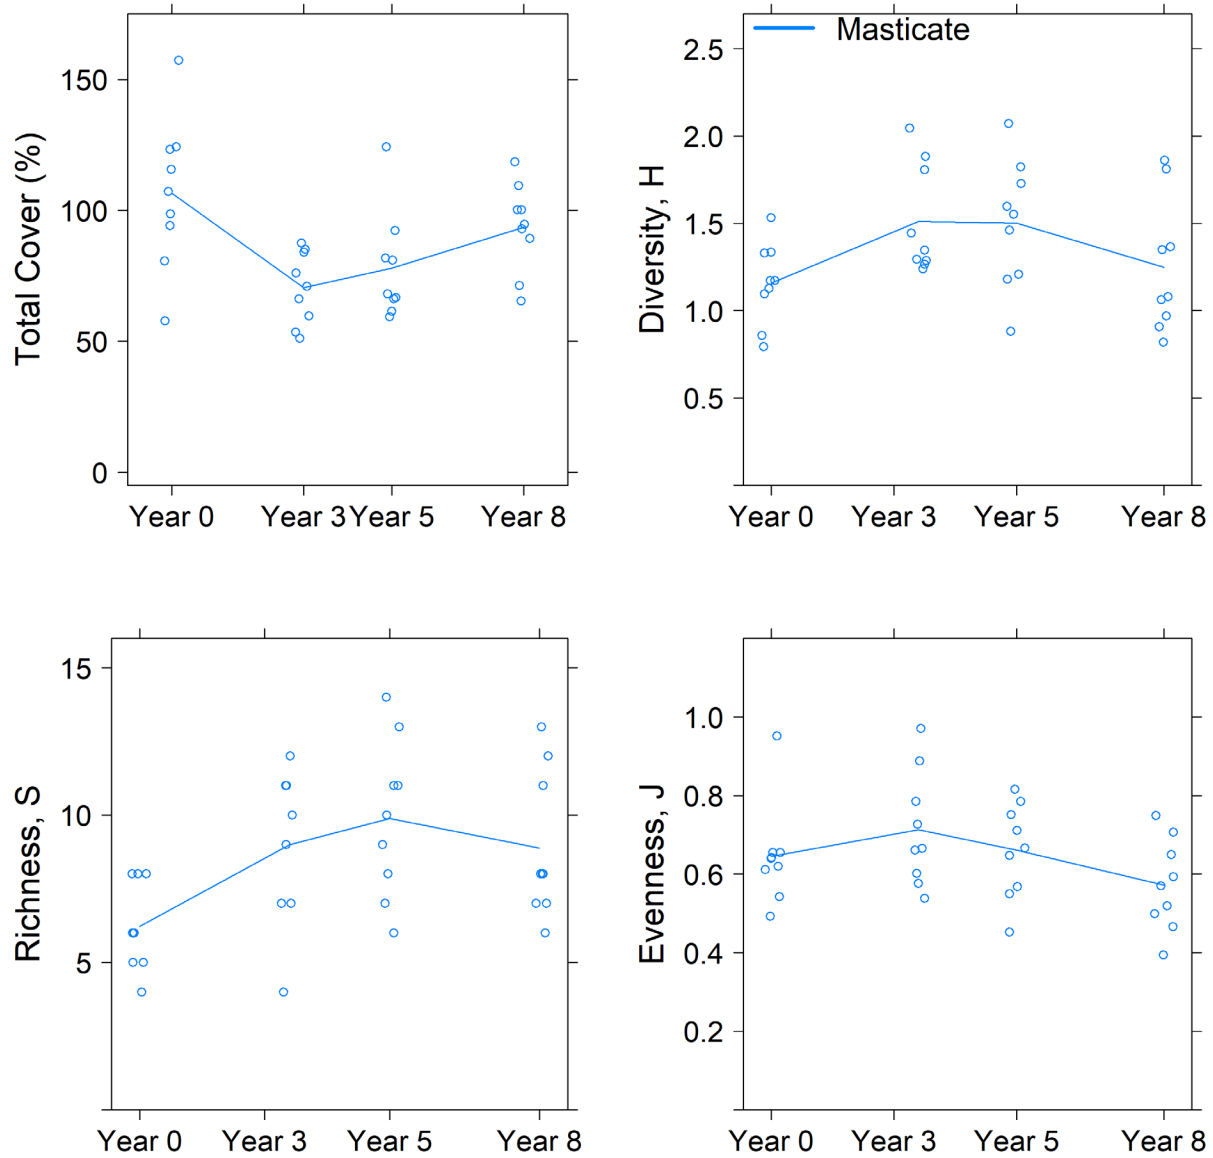 Total Cover (%)
150
100
50
0
Year 0 Year 3 Year 5 Year 8
Masticate
Diversity, H
2.5
2.0
1.5
1.0
0.5
Year 0 Year 3 Year 5 Year 8
Richness, S
15
10
5
Year 0 Year 3 Year 5 Year 8
Evenness, J
1.0
0.8
0.6
0.4
0.2
Year 0 Year 3 Year 5 Year 8